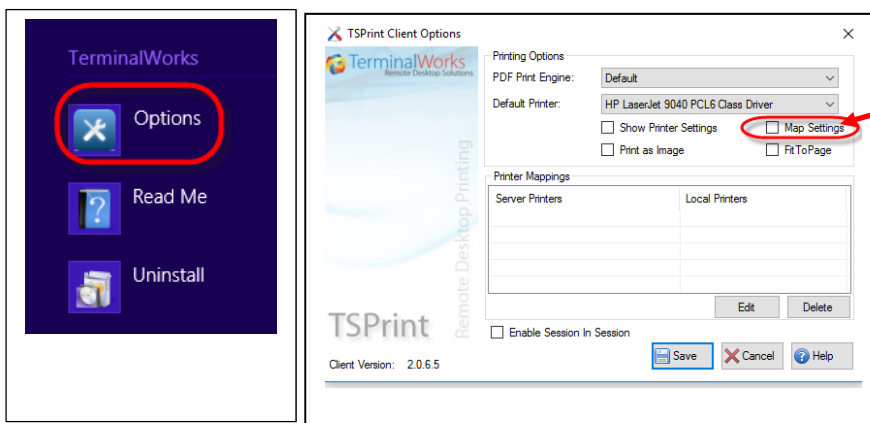 TerminalWorks
Options
Read Me
Uninstall
TSPrint Client Options
TerminalWorks
Remote Desktop Solutions
Remote Desktop Printing
TSPrint
Client Version: 2.0.6.5
Printing Options
PDF Print Engine: Default
Default Printer: HP LaserJet 9040 PCL6 Class Driver
Show Printer Settings Map Settings
Print as Image FitToPage
Printer Mappings
Server Printers Local Printers
Edit Delete
Enable Session In Session
Save Cancel Help